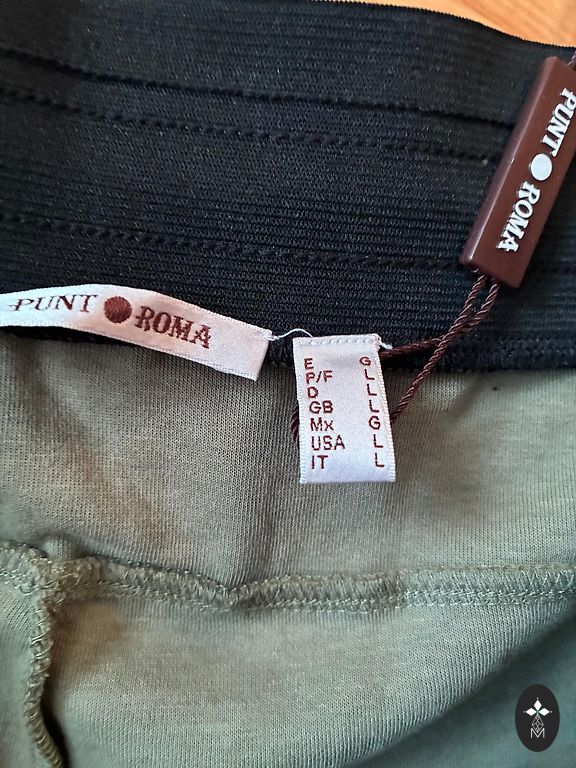 PUNT ROMA
PUNT ROMA
E G
P/F L
D L
GB L
Mx G
USA L
IT L
M